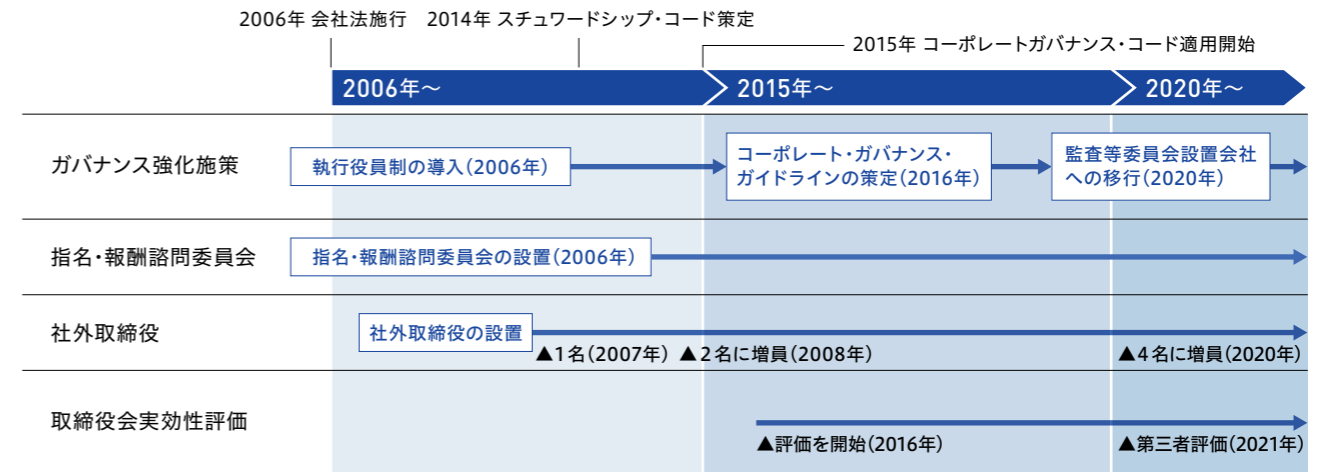 2006年 会社法施行
2014年 スチュワードシップ・コード策定
2015年 コーポレートガバナンス・コード適用開始
2006年～
2015年～
2020年～
ガバナンス強化施策
執行役員制の導入(2006年)
コーポレート・ガバナンス・
ガイドラインの策定(2016年)
監査等委員会設置会社
への移行(2020年)
指名・報酬諮問委員会
指名・報酬諮問委員会の設置(2006年)
社外取締役
社外取締役の設置
▲1名(2007年)
▲2名に増員(2008年)
▲4名に増員(2020年)
取締役会実効性評価
▲評価を開始(2016年)
▲第三者評価(2021年)